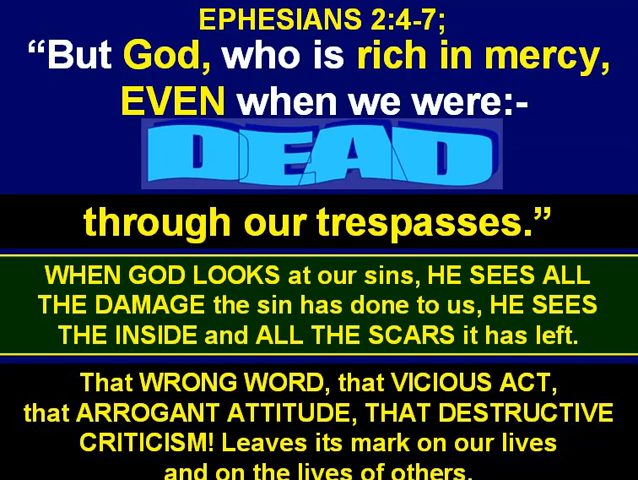 EPHESIANS 2:4-7;
“But God, who is rich in mercy,
EVEN when we were:-
DEAD
through our trespasses.”
WHEN GOD LOOKS at our sins, HE SEES ALL
THE DAMAGE the sin has done to us, HE SEES
THE INSIDE and ALL THE SCARS it has left.
That WRONG WORD, that VICIOUS ACT,
that ARROGANT ATTITUDE, THAT DESTRUCTIVE
CRITICISM! Leaves its mark on our lives
and on the lives of others.